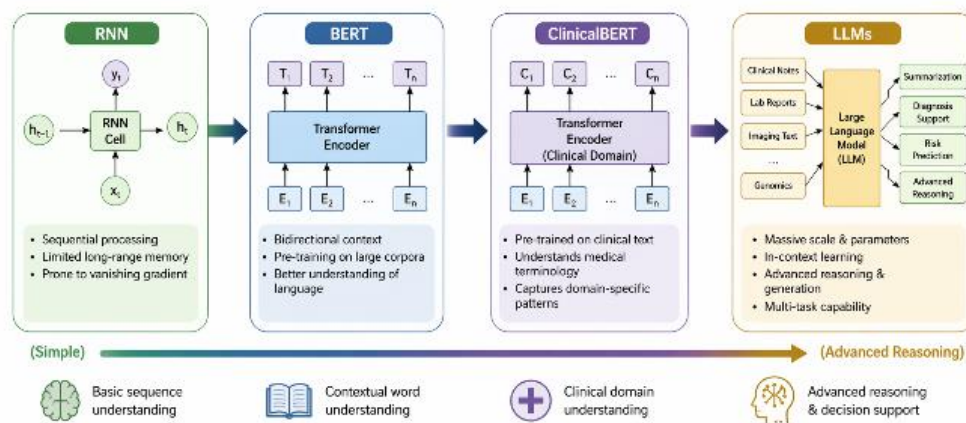 RNN
y_t
h_{t-1}
RNN
Cell
h_t
x_t
• Sequential processing
• Limited long-range memory
• Prone to vanishing gradient
BERT
T_1 T_2 ... T_n
Transformer
Encoder
E_1 E_2 ... E_n
• Bidirectional context
• Pre-training on large corpora
• Better understanding of
language
ClinicalBERT
C_1 C_2 ... C_n
Transformer
Encoder
(Clinical Domain)
E_1 E_2 ... E_n
• Pre-trained on clinical text
• Understands medical
terminology
• Captures domain-specific
patterns
LLMs
Clinical Notes
Lab Reports
Imaging Text
...
Genomics
Large
Language
Model
(LLM)
Summarization
Diagnosis
Support
Risk
Prediction
Advanced
Reasoning
• Massive scale & parameters
• In-context learning
• Advanced reasoning &
generation
• Multi-task capability
(Simple)
(Advanced Reasoning)
Basic sequence
understanding
Contextual word
understanding
Clinical domain
understanding
Advanced reasoning
& decision support